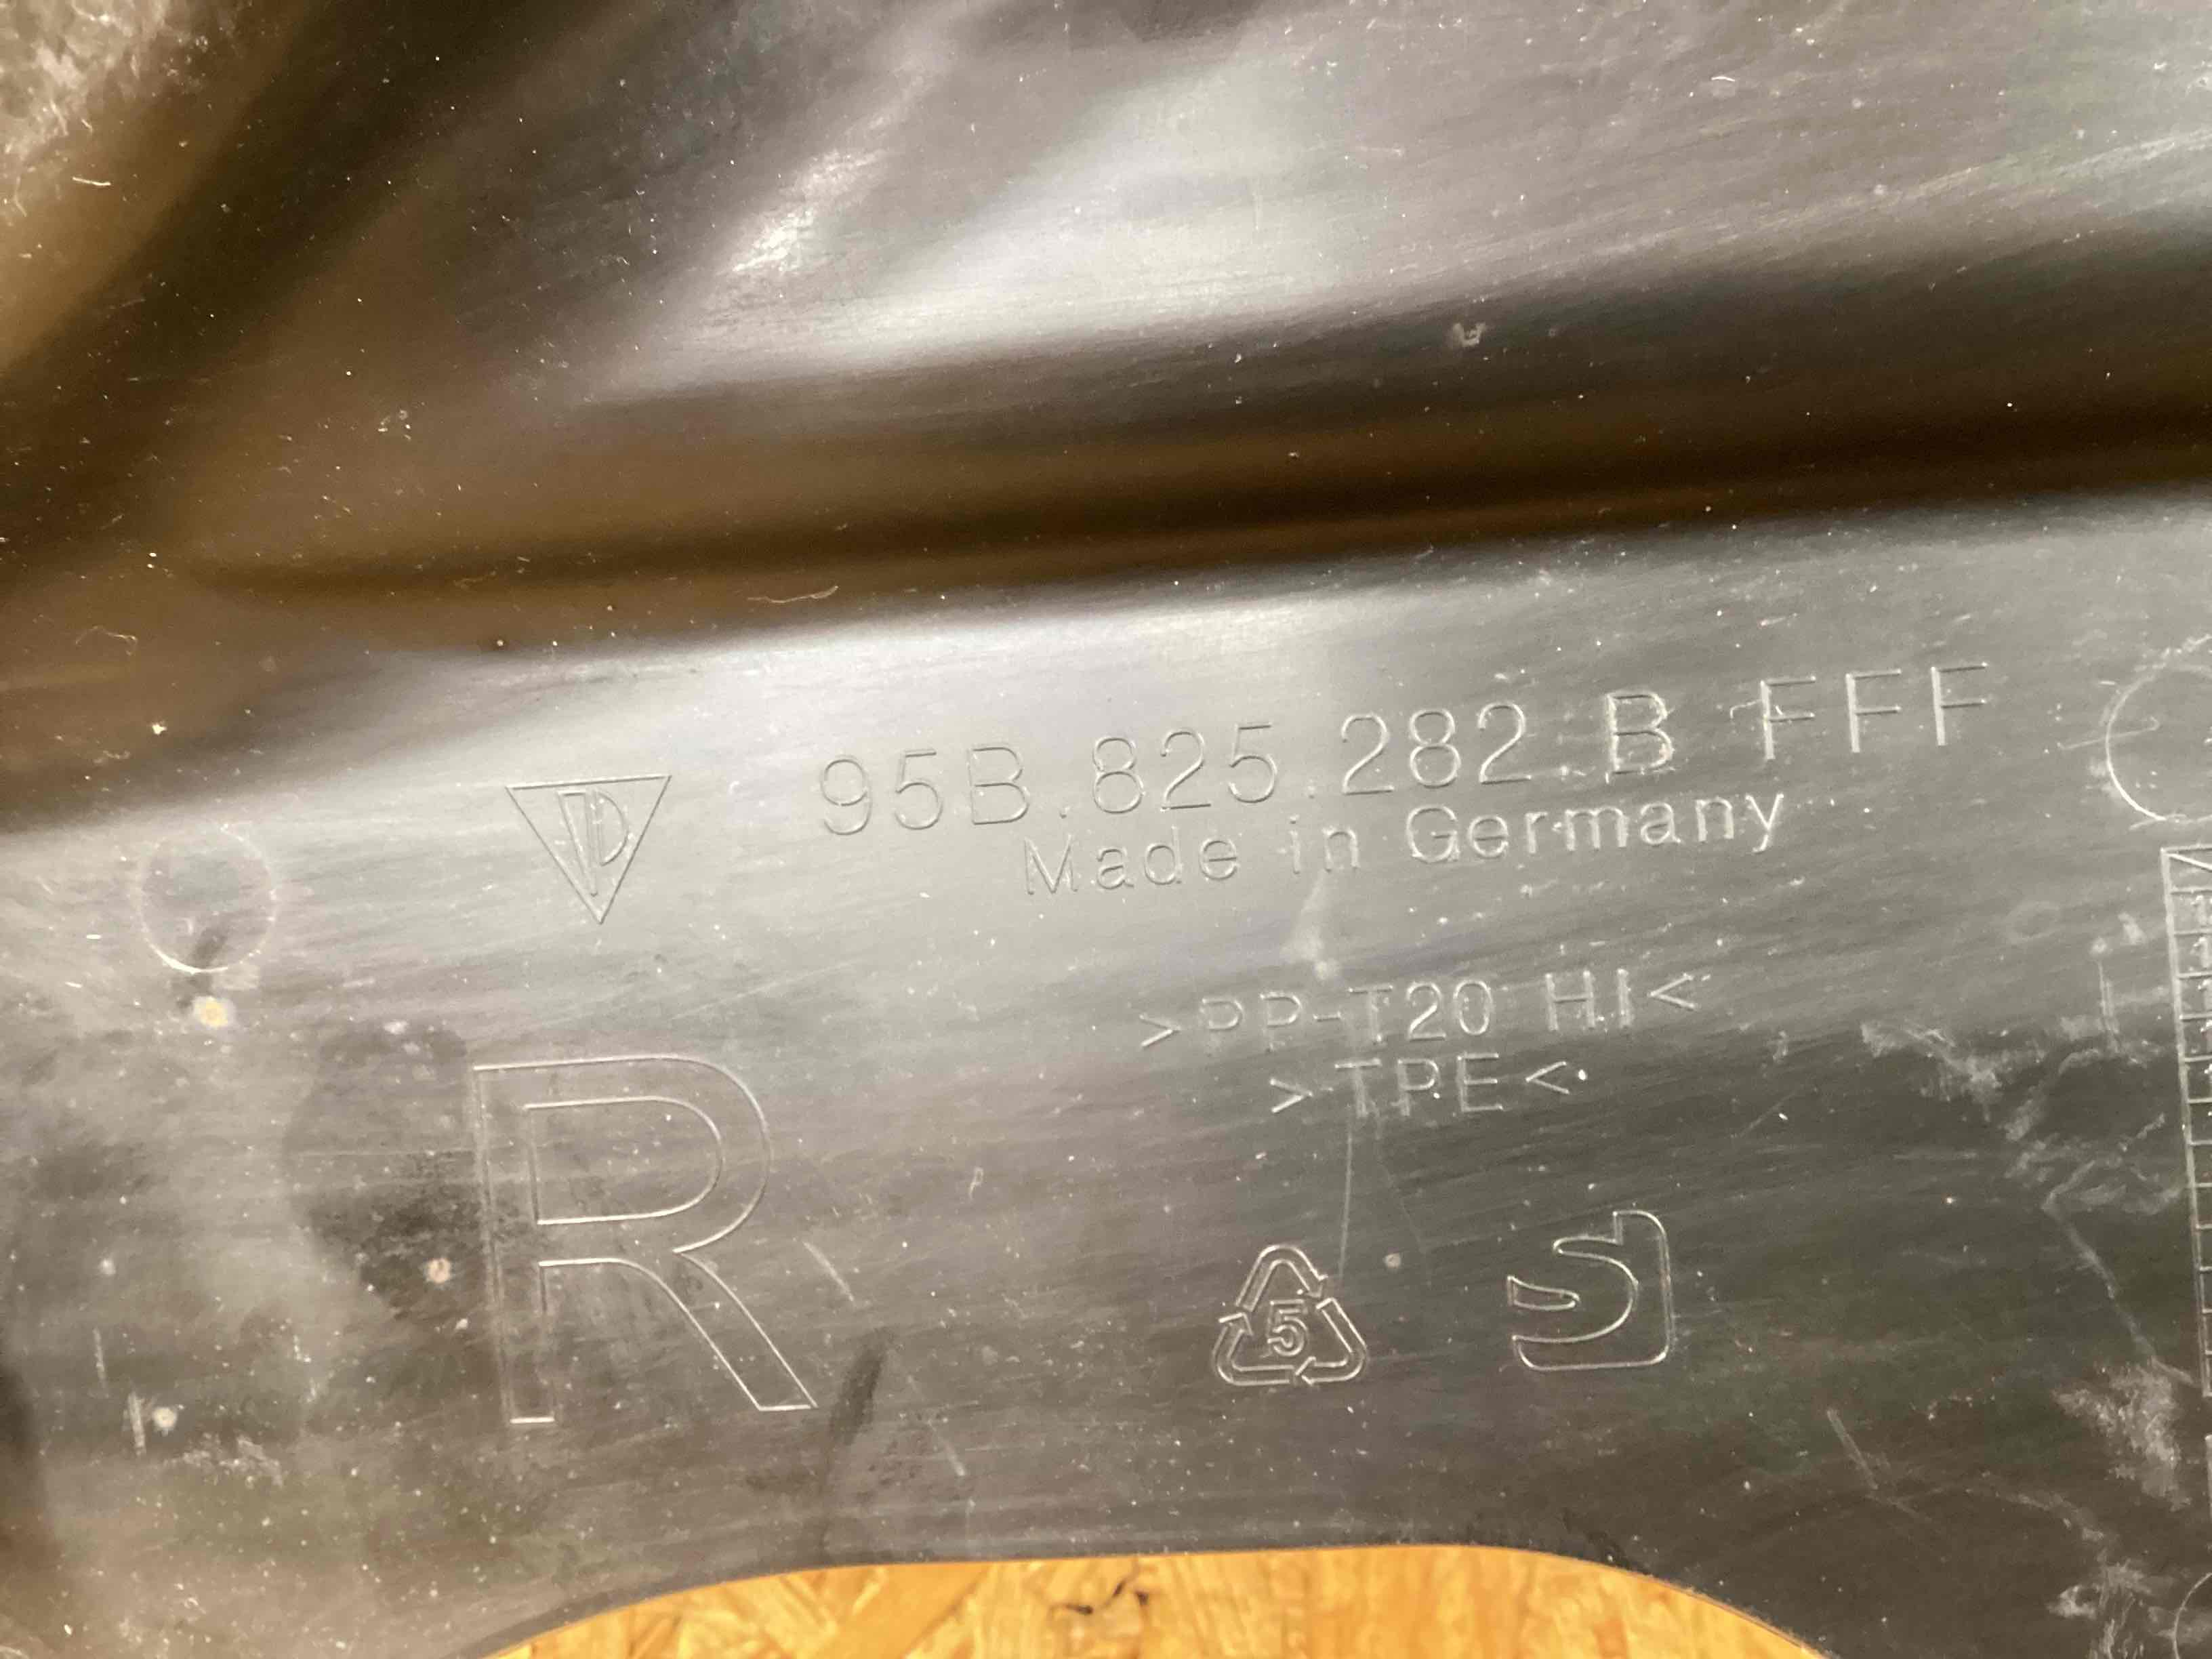 95B.825.282 B FFF
Made in Germany
>PP-T20 HI<
>TPE<
R
5